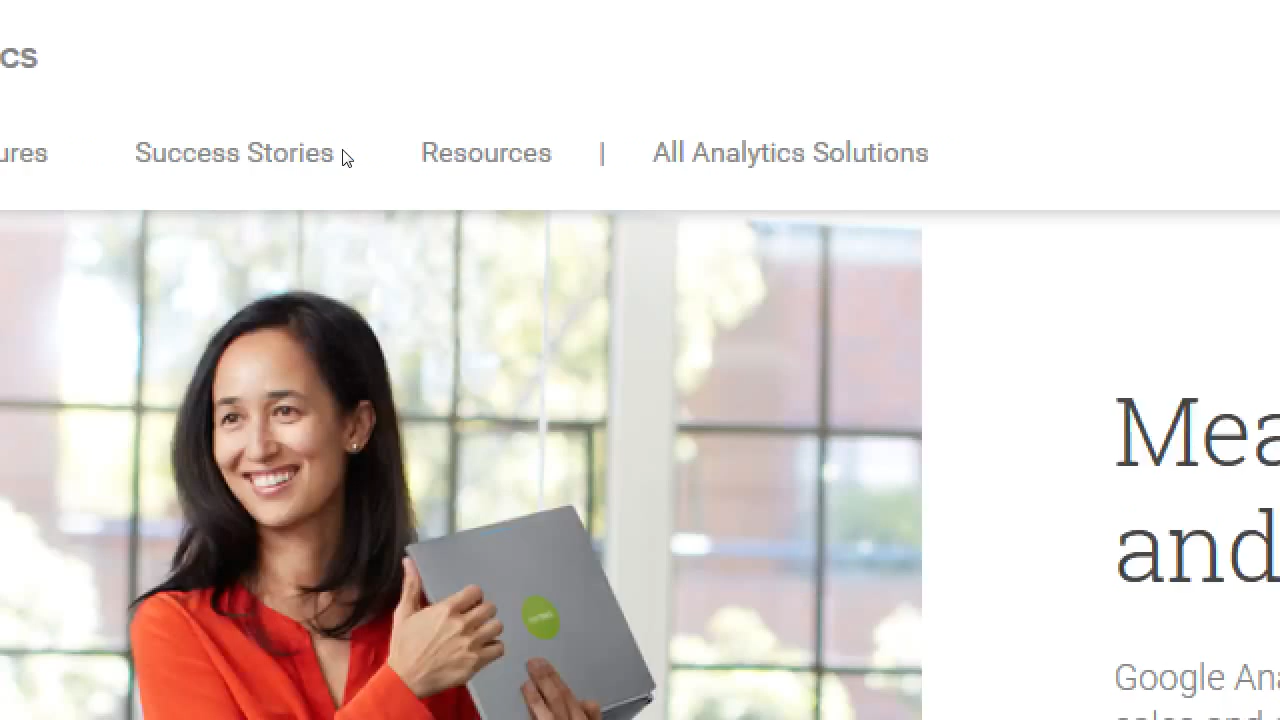 cs
ures Success Stories Resources | All Analytics Solutions
Mea
and
Google Ana